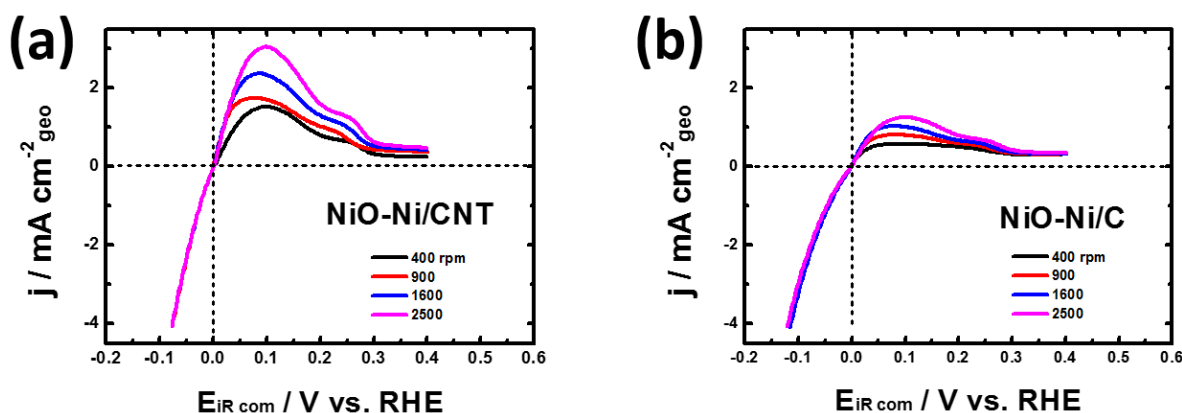 (a)
j / mA cm⁻²geo
2
0
-2
-4
NiO-Ni/CNT
400 rpm
900
1600
2500
-0.2 -0.1 0.0 0.1 0.2 0.3 0.4 0.5 0.6
EiR com / V vs. RHE
(b)
j / mA cm⁻²geo
2
0
-2
-4
NiO-Ni/C
400 rpm
900
1600
2500
-0.2 -0.1 0.0 0.1 0.2 0.3 0.4 0.5 0.6
EiR com / V vs. RHE